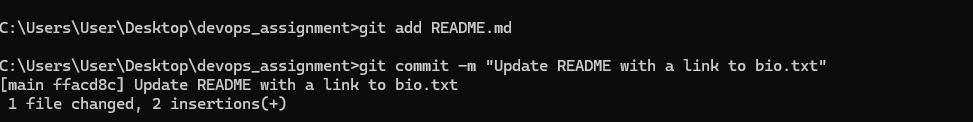 C:\Users\User\Desktop\devops_assignment>git add README.md
C:\Users\User\Desktop\devops_assignment>git commit -m "Update README with a link to bio.txt"
[main ffacd8c] Update README with a link to bio.txt
 1 file changed, 2 insertions(+)